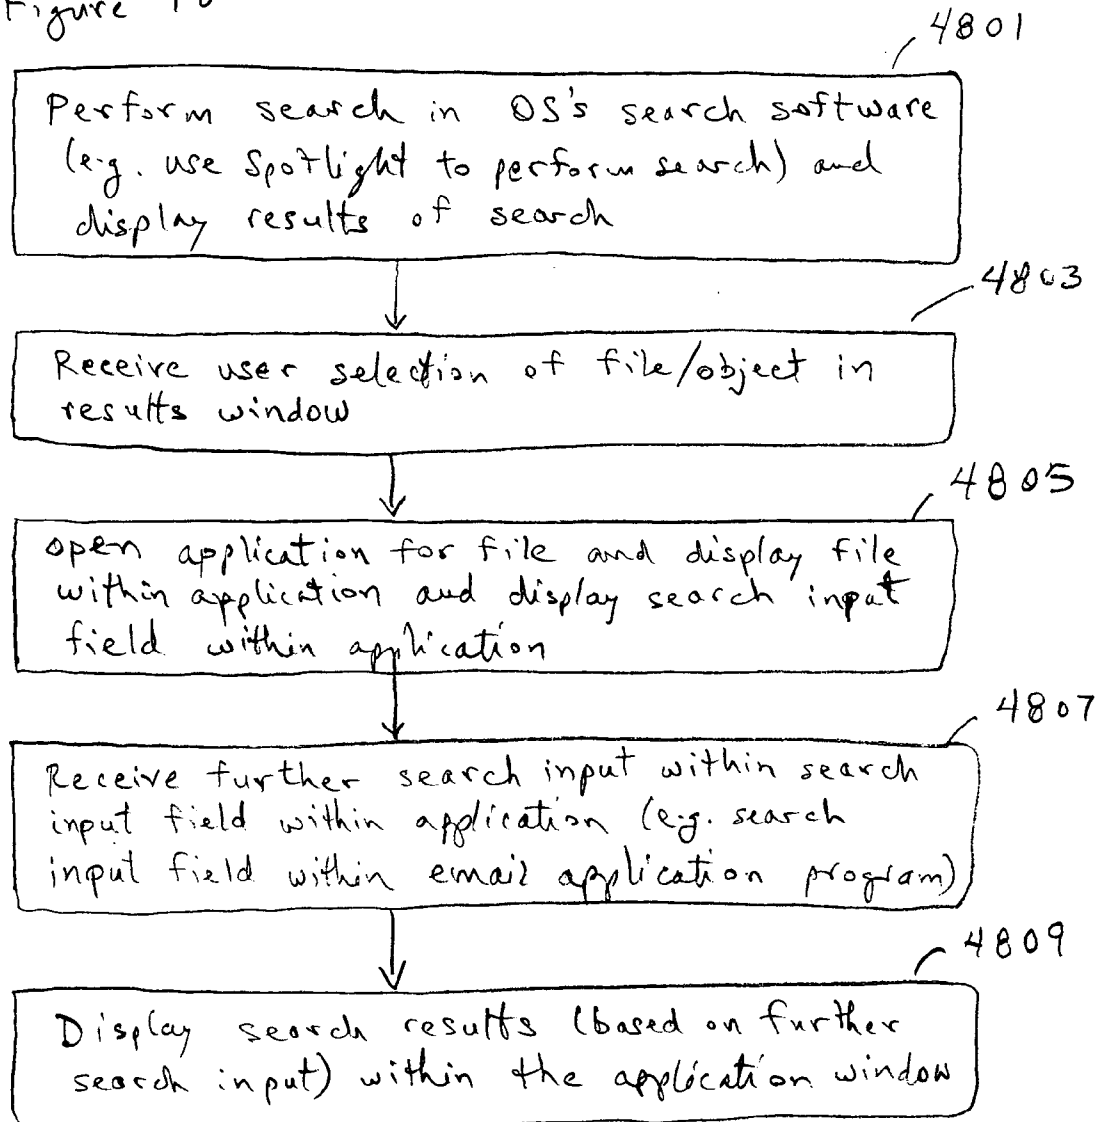 Figure
4801
Perform search in OS's search software
(e.g. use Spotlight to perform search) and
display results of search
4803
Receive user selection of file/object in
results window
4805
open application for file and display file
within application and display search input
field within application
4807
Receive further search input within search
input field within application (e.g. search
input field within email application program)
4809
Display search results (based on further
search input) within the application window